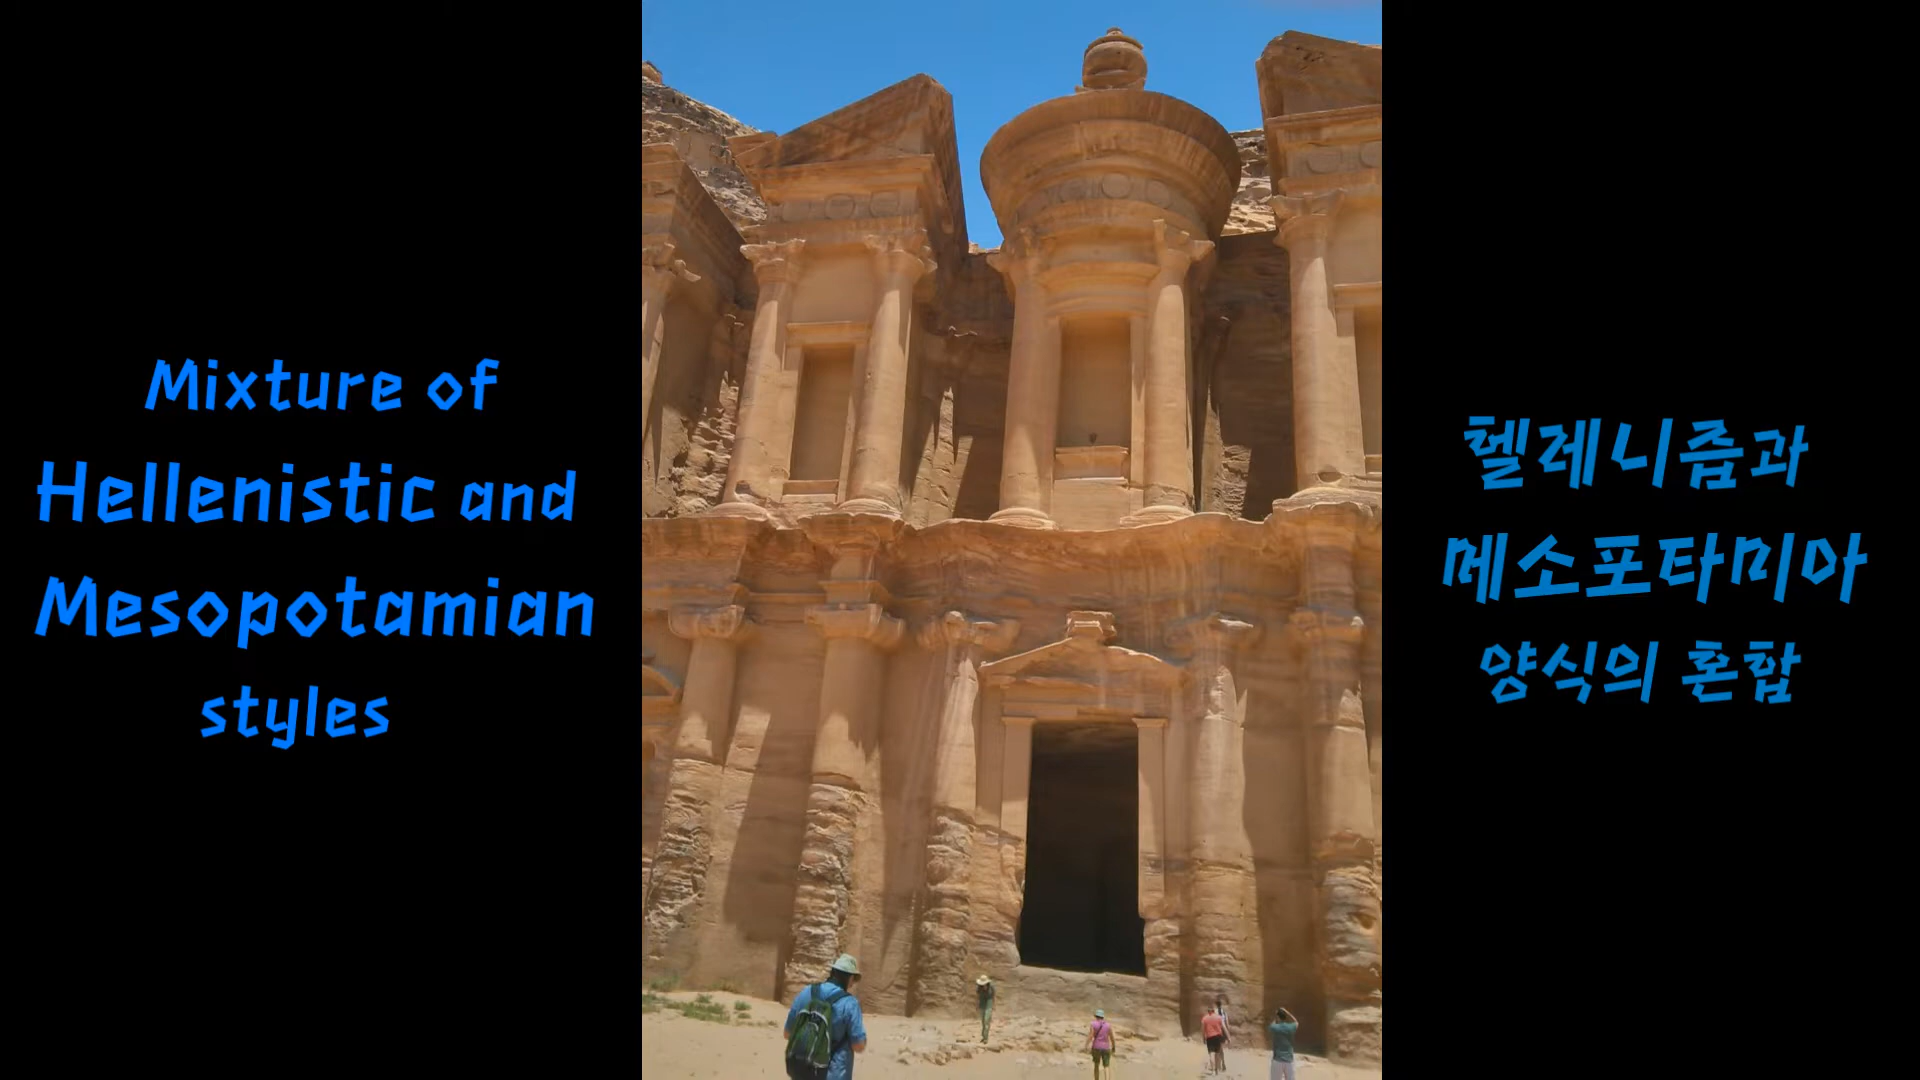 Mixture of
Hellenistic and
Mesopotamian
styles
헬레니즘과
메소포타미아
양식의 혼합